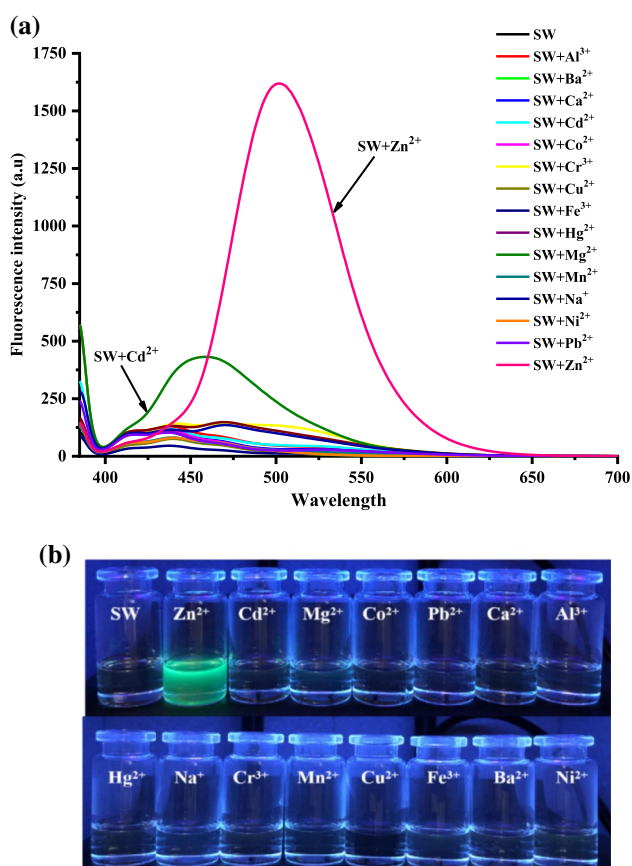 (a)
1750
1500
1250
1000
750
500
250
0
400
450
500
550
600
650
700
Fluorescence intensity (a.u)
Wavelength
SW+Zn²⁺
SW+Cd²⁺
SW
SW+Al³⁺
SW+Ba²⁺
SW+Ca²⁺
SW+Cd²⁺
SW+Co²⁺
SW+Cr³⁺
SW+Cu²⁺
SW+Fe³⁺
SW+Hg²⁺
SW+Mg²⁺
SW+Mn²⁺
SW+Na⁺
SW+Ni²⁺
SW+Pb²⁺
SW+Zn²⁺
(b)
SW Zn²⁺ Cd²⁺ Mg²⁺ Co²⁺ Pb²⁺ Ca²⁺ Al³⁺
Hg²⁺ Na⁺ Cr³⁺ Mn²⁺ Cu²⁺ Fe³⁺ Ba²⁺ Ni²⁺